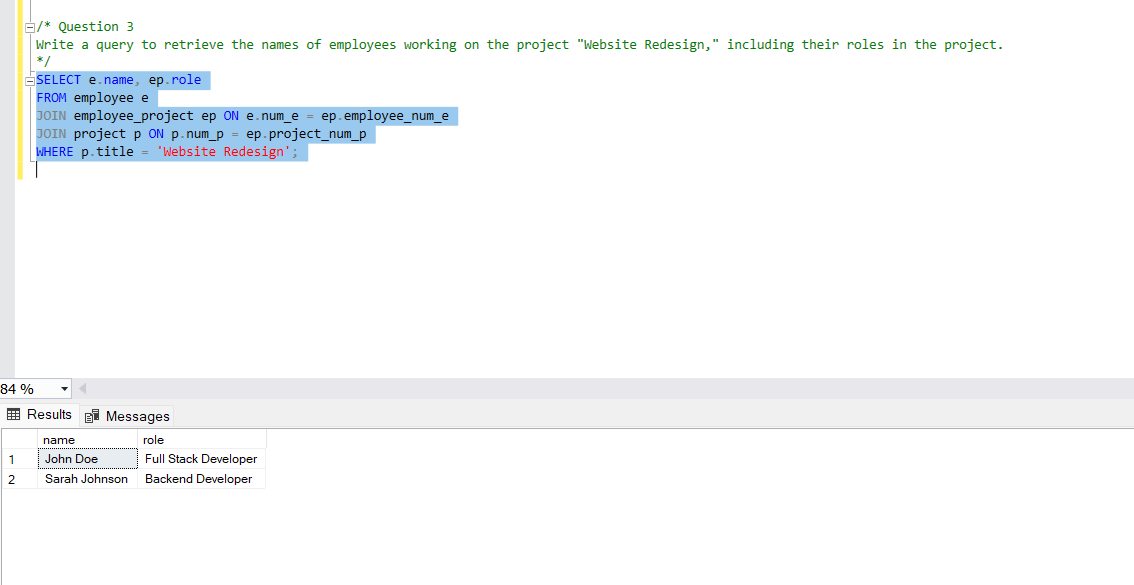 /* Question 3
Write a query to retrieve the names of employees working on the project "Website Redesign," including their roles in the project.
*/
SELECT e.name, ep.role
FROM employee e
JOIN employee_project ep ON e.num_e = ep.employee_num_e
JOIN project p ON p.num_p = ep.project_num_p
WHERE p.title = 'Website Redesign';
84 %
Results Messages
name role
1 John Doe Full Stack Developer
2 Sarah Johnson Backend Developer